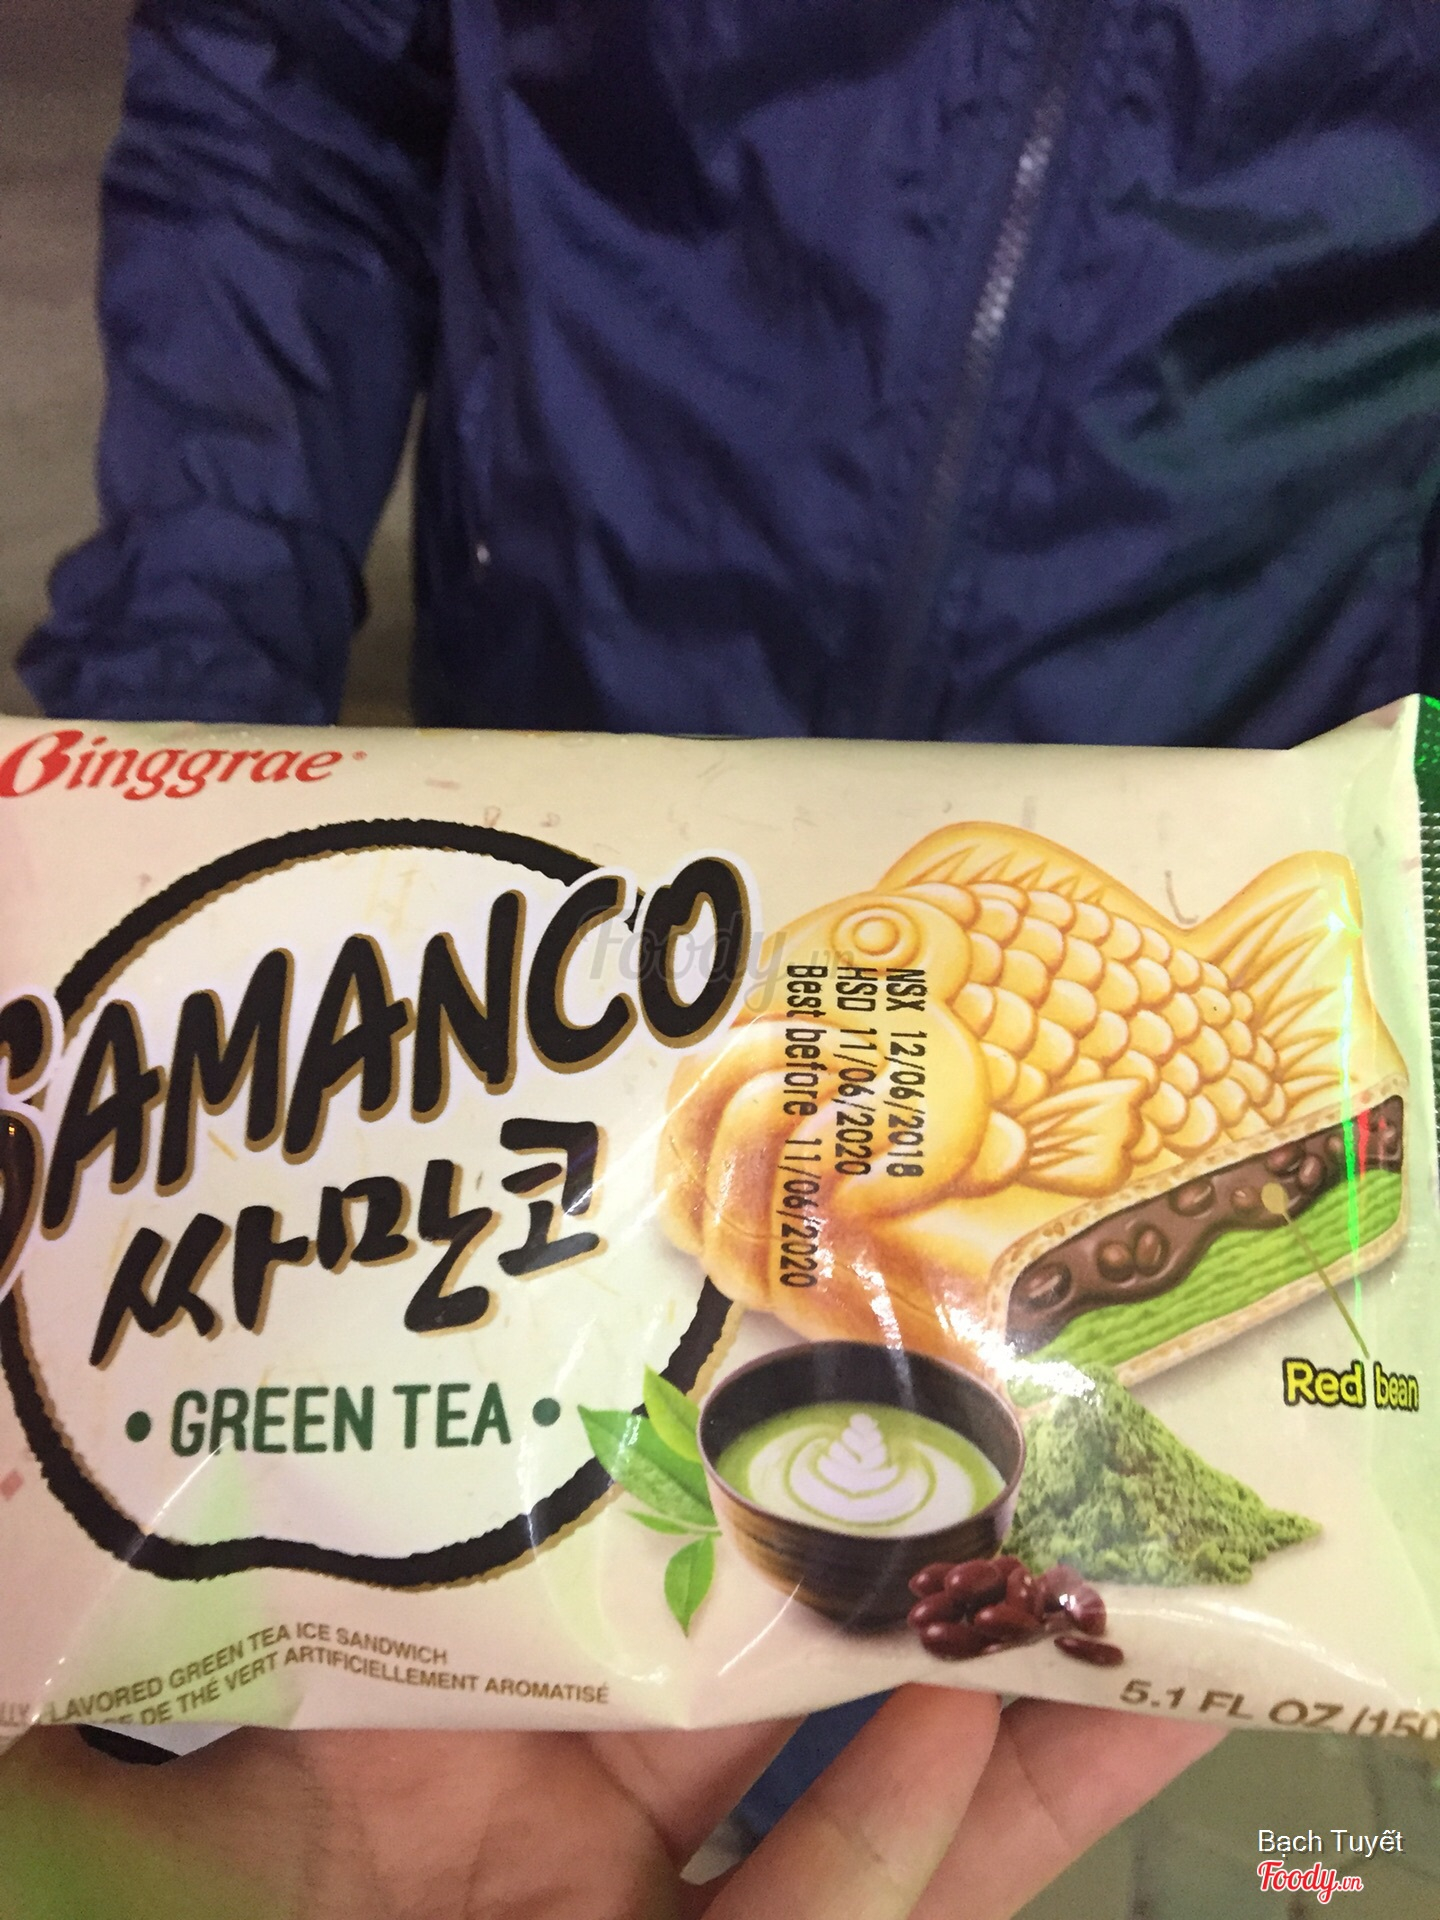 Binggrae
SAMANCO
싸만코
• GREEN TEA •
NSX 12/06/2018
HSD 11/06/2020
Best before 11/06/2020
Red bean
FLAVORED GREEN TEA ICE SANDWICH
DE THÉ VERT ARTIFICIELLEMENT AROMATISÉ
5.1 FL OZ /150
Foody.vn
Bạch Tuyết
Foody.vn